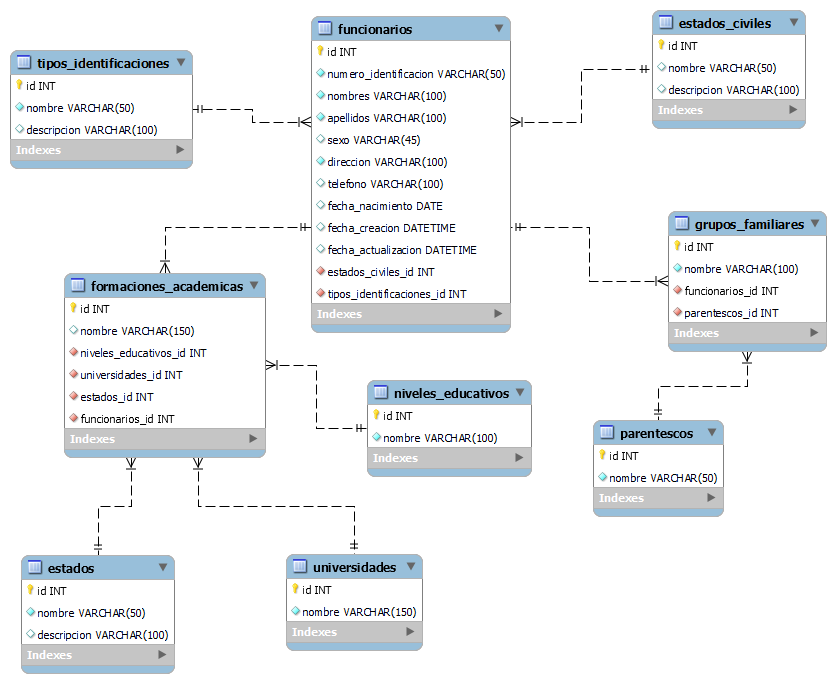 tipos_identificaciones
id INT
nombre VARCHAR(50)
descripcion VARCHAR(100)
Indexes
funcionarios
id INT
numero_identificacion VARCHAR(50)
nombres VARCHAR(100)
apellidos VARCHAR(100)
sexo VARCHAR(45)
direccion VARCHAR(100)
telefono VARCHAR(100)
fecha_nacimiento DATE
fecha_creacion DATETIME
fecha_actualizacion DATETIME
estados_civiles_id INT
tipos_identificaciones_id INT
Indexes
estados_civiles
id INT
nombre VARCHAR(50)
descripcion VARCHAR(100)
Indexes
grupos_familiares
id INT
nombre VARCHAR(100)
funcionarios_id INT
parentescos_id INT
Indexes
formaciones_academicas
id INT
nombre VARCHAR(150)
niveles_educativos_id INT
universidades_id INT
estados_id INT
funcionarios_id INT
Indexes
niveles_educativos
id INT
nombre VARCHAR(100)
Indexes
parentescos
id INT
nombre VARCHAR(50)
Indexes
estados
id INT
nombre VARCHAR(50)
descripcion VARCHAR(100)
Indexes
universidades
id INT
nombre VARCHAR(150)
Indexes